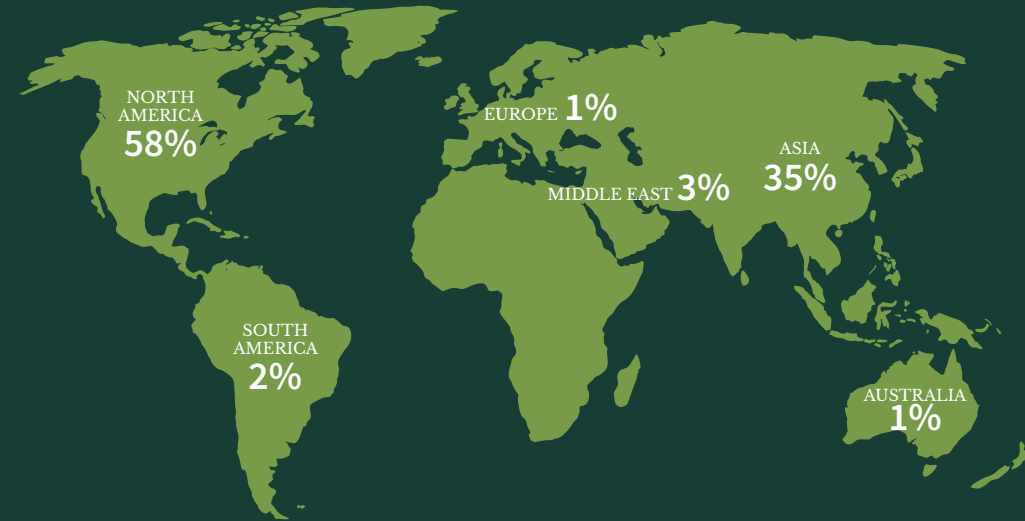 NORTH
AMERICA
58%
EUROPE 1%
ASIA
35%
MIDDLE EAST 3%
SOUTH
AMERICA
2%
AUSTRALIA
1%